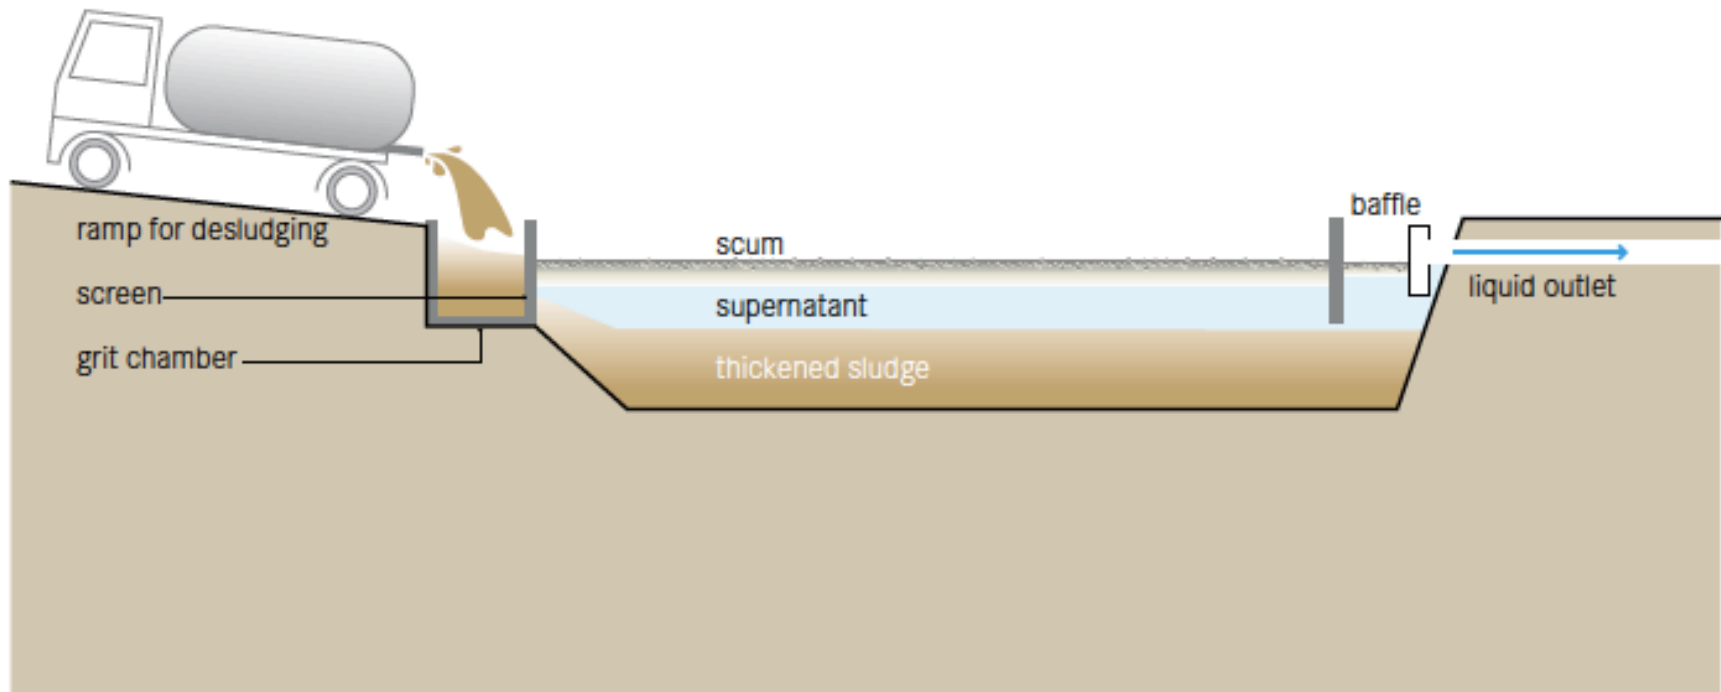 ramp for desludging
screen
grit chamber
scum
supernatant
thickened sludge
baffle
liquid outlet